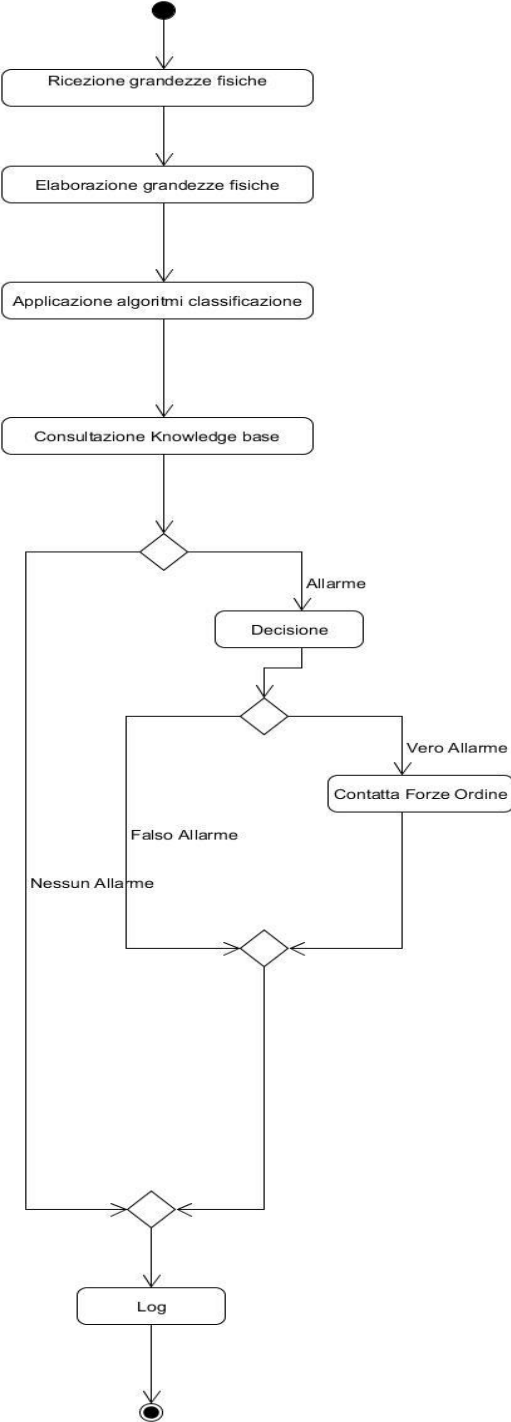 Ricezione grandezze fisiche
Elaborazione grandezze fisiche
Applicazione algoritmi classificazione
Consultazione Knowledge base
Allarme
Decisione
Vero Allarme
Contatta Forze Ordine
Falso Allarme
Nessun Allarme
Log